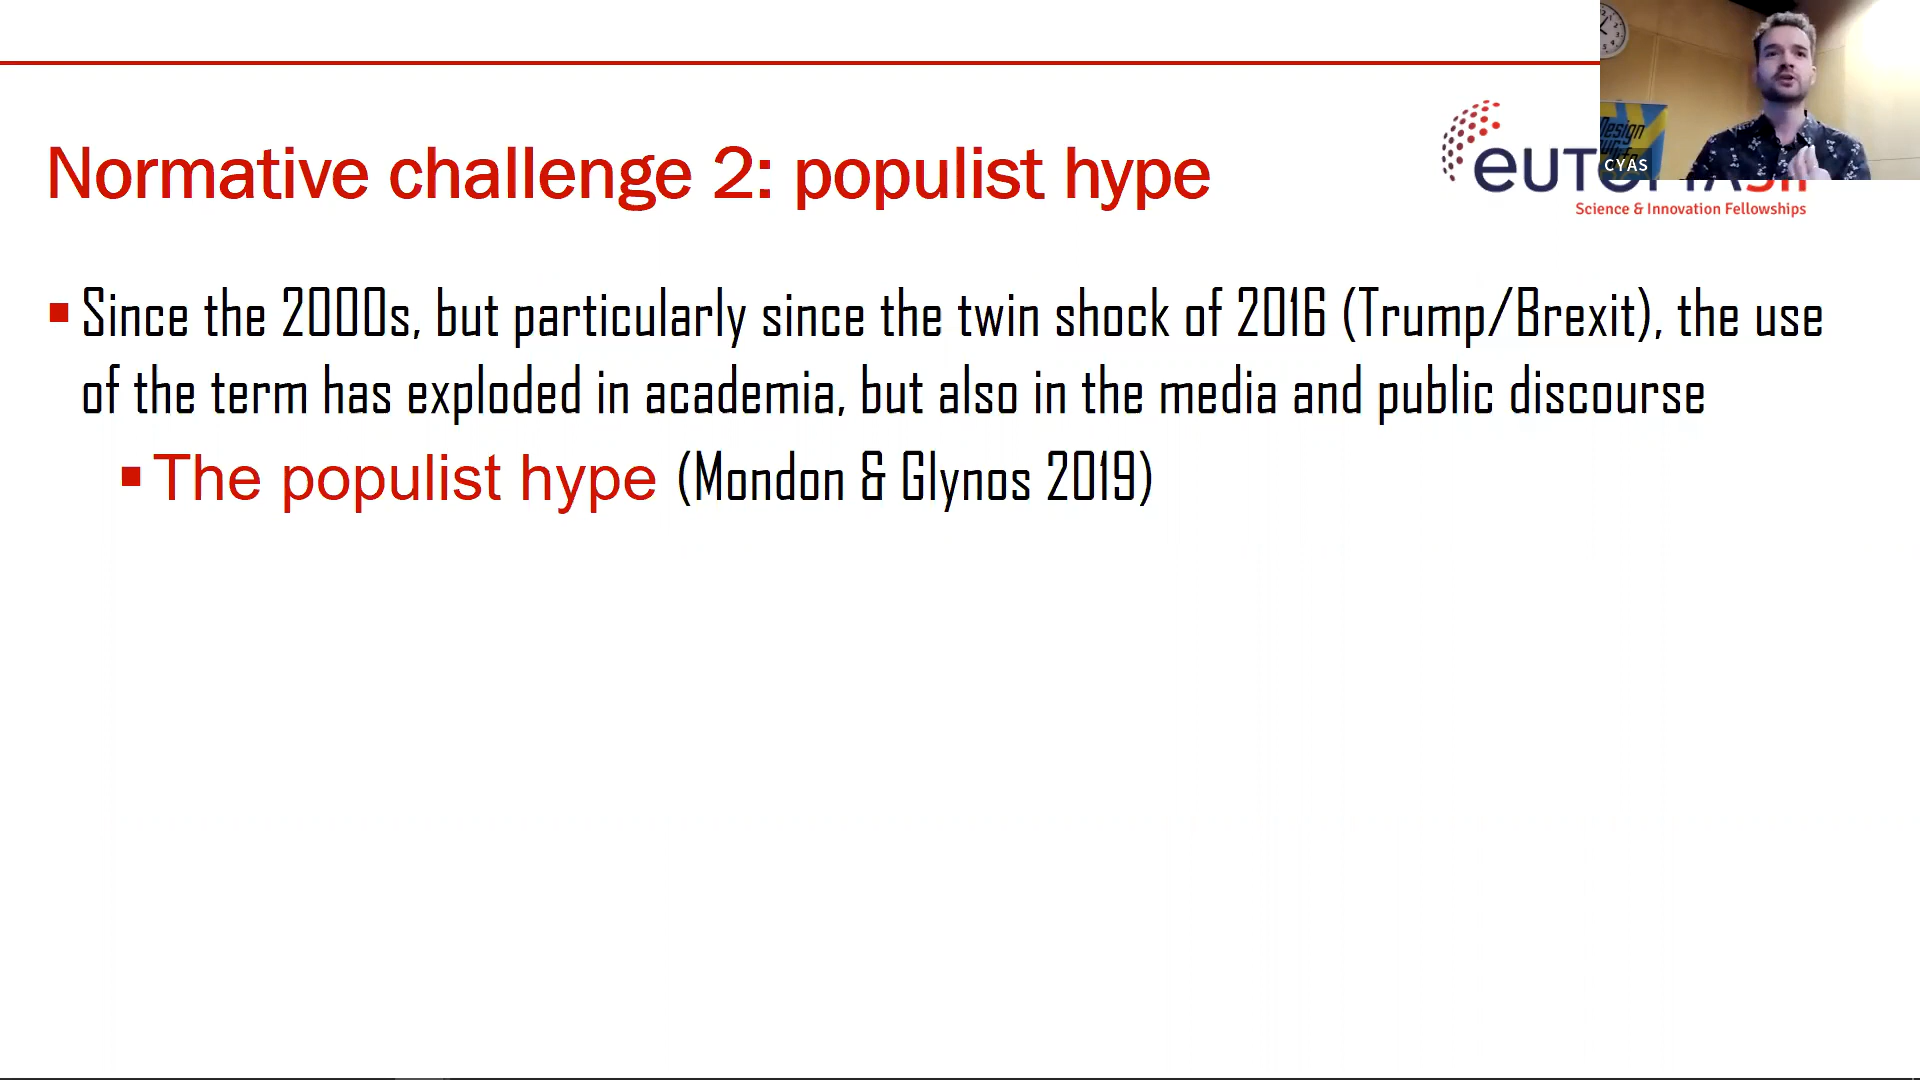 Normative challenge 2: populist hype
CYAS
Science & Innovation Fellowships
Since the 2000s, but particularly since the twin shock of 2016 (Trump/Brexit), the use
of the term has exploded in academia, but also in the media and public discourse
The populist hype (Mondon & Glynos 2019)